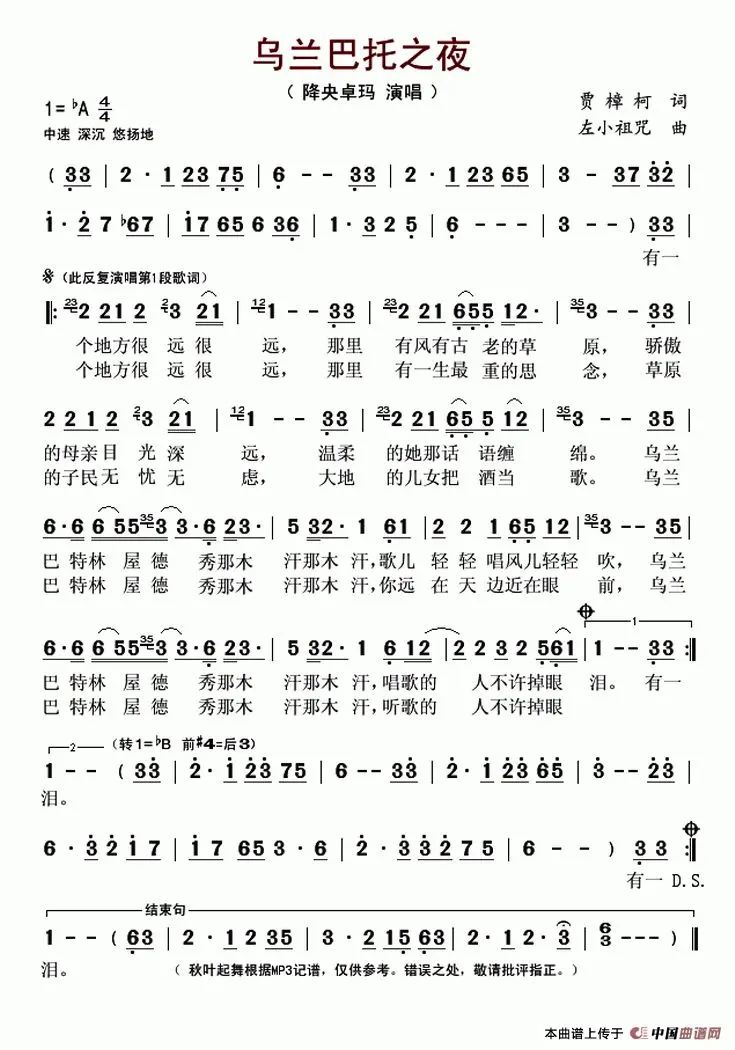 乌兰巴托之夜
（ 降央卓玛 演唱 ）
1= ♭A 4/4
贾 樟 柯 词
中速 深沉 悠扬地
左小祖咒 曲
( 33 | 2 · 1 23 75 | 6 - - 33 | 2 · 1 23 65 | 3 - 37 32 |
1 · 2 7 ♭67 | 17 65 6 36 | 1 · 3 2 5 | 6 - - - | 3 - - ) 33
有一
𝄋 （此反复演唱第1段歌词）
‖: 23 2 21 2 2 3 21 | 12 1 - - 33 | 23 2 21 655 12· | 35 3 - - 33 |
个地方很 远很 远， 那里 有风有古 老的草 原， 骄傲
个地方很 远很 远， 那里 有一生最 重的思 念， 草原
2 2 1 2 2 3 21 | 12 1 - - 33 | 23 2 21 65 5 12 | 35 3 - - 35 |
的母亲目 光深 远， 温柔 的她那话 语缠 绵。 乌兰
的子民无 忧无 虑， 大地 的儿女把 酒当 歌。 乌兰
6·6 6 55 35 3 3·6 23· | 5 32· 1 61 | 2 2 1 65 12 | 35 3 - - 35 |
巴 特林 屋 德 秀那木 汗那木 汗，歌儿 轻 轻 唱风儿轻轻 吹，乌兰
巴 特林 屋 德 秀那木 汗那木 汗，你远 在 天 边近在眼 前，乌兰
6·6 6 55 35 3 3·6 23· | 5 32· 1 6 12 | 2 2 3 2 561 | 1 1 - - 33 :‖
巴 特林 屋 德 秀那木 汗那木 汗，唱歌的 人不许掉眼 泪。 有一
巴 特林 屋 德 秀那木 汗那木 汗，听歌的 人不许掉眼
2 （转 1=♭B 前♯4=后3）
1 - - ( 33 | 2 · 1 23 75 | 6 - - 33 | 2 · 1 23 65 | 3 - - 23 |
泪。
6 · 3 2 1 7 | 1 7 65 3 · 6 | 2 · 3 3 2 75 | 6 - - ) 3 3 :‖
有一 D.S.
结束句
1 - - ( 63 | 2 · 1 2 6 | 3 · 2 15 63 | 2 · 1 2 · 3 | 6/3 - - - ‖
泪。 （ 秋叶起舞根据MP3记谱，仅供参考。错误之处，敬请批评指正。）
本曲谱上传于 中国曲谱网